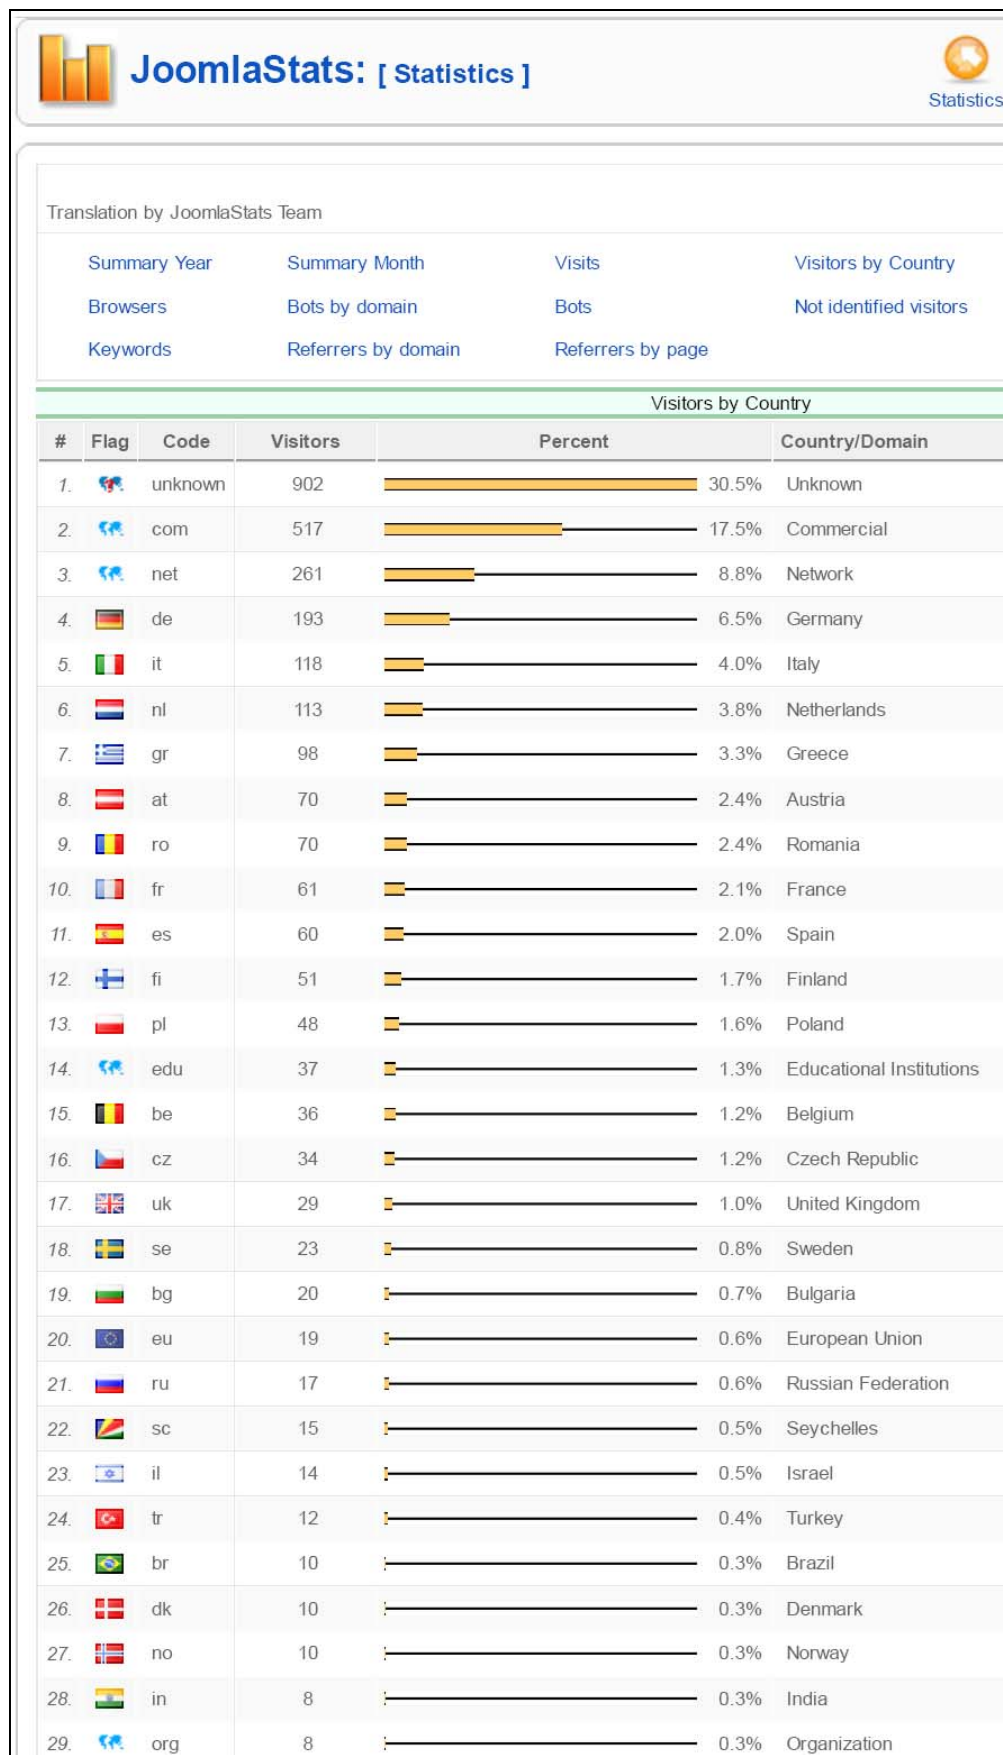 JoomlaStats: [ Statistics ]
Statistics
Translation by JoomlaStats Team
Summary Year Summary Month Visits Visitors by Country
Browsers Bots by domain Bots Not identified visitors
Keywords Referrers by domain Referrers by page
Visitors by Country
# Flag Code Visitors Percent Country/Domain
1. unknown 902 30.5% Unknown
2. com 517 17.5% Commercial
3. net 261 8.8% Network
4. de 193 6.5% Germany
5. it 118 4.0% Italy
6. nl 113 3.8% Netherlands
7. gr 98 3.3% Greece
8. at 70 2.4% Austria
9. ro 70 2.4% Romania
10. fr 61 2.1% France
11. es 60 2.0% Spain
12. fi 51 1.7% Finland
13. pl 48 1.6% Poland
14. edu 37 1.3% Educational Institutions
15. be 36 1.2% Belgium
16. cz 34 1.2% Czech Republic
17. uk 29 1.0% United Kingdom
18. se 23 0.8% Sweden
19. bg 20 0.7% Bulgaria
20. eu 19 0.6% European Union
21. ru 17 0.6% Russian Federation
22. sc 15 0.5% Seychelles
23. il 14 0.5% Israel
24. tr 12 0.4% Turkey
25. br 10 0.3% Brazil
26. dk 10 0.3% Denmark
27. no 10 0.3% Norway
28. in 8 0.3% India
29. org 8 0.3% Organization